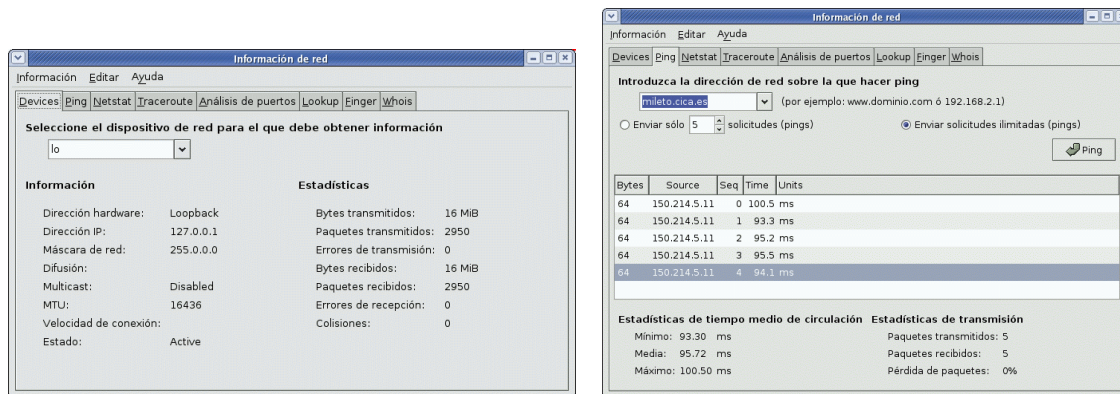 Información de red
Información Editar Ayuda
Devices Ping Netstat Traceroute Análisis de puertos Lookup Finger Whois
Seleccione el dispositivo de red para el que debe obtener información
lo
Información
Dirección hardware: Loopback
Dirección IP: 127.0.0.1
Máscara de red: 255.0.0.0
Difusión:
Multicast: Disabled
MTU: 16436
Velocidad de conexión:
Estado: Active
Estadísticas
Bytes transmitidos: 16 MiB
Paquetes transmitidos: 2950
Errores de transmisión: 0
Bytes recibidos: 16 MiB
Paquetes recibidos: 2950
Errores de recepción: 0
Colisiones: 0
Información de red
Información Editar Ayuda
Devices Ping Netstat Traceroute Análisis de puertos Lookup Finger Whois
Introduzca la dirección de red sobre la que hacer ping
mileto.cica.es (por ejemplo: www.dominio.com ó 192.168.2.1)
Enviar sólo 5 solicitudes (pings) Enviar solicitudes ilimitadas (pings)
Ping
Bytes Source Seq Time Units
64 150.214.5.11 0 100.5 ms
64 150.214.5.11 1 93.3 ms
64 150.214.5.11 2 95.2 ms
64 150.214.5.11 3 95.5 ms
64 150.214.5.11 4 94.1 ms
Estadísticas de tiempo medio de circulación
Mínimo: 93.30 ms
Media: 95.72 ms
Máximo: 100.50 ms
Estadísticas de transmisión
Paquetes transmitidos: 5
Paquetes recibidos: 5
Pérdida de paquetes: 0%